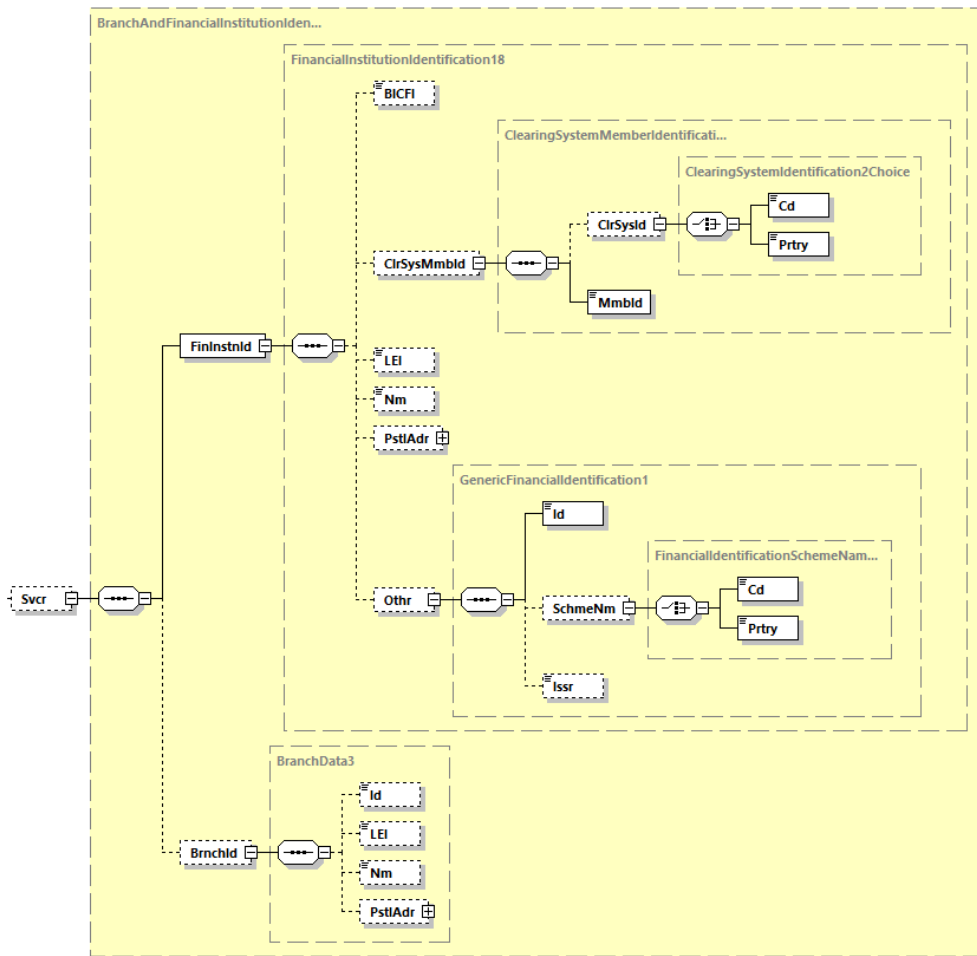 BranchAndFinancialInstitutionIden...
FinancialInstitutionIdentification18
BICFI
ClearingSystemMemberIdentificati...
ClearingSystemIdentification2Choice
Cd
ClrSysId
Prtry
ClrSysMmbId
MmbId
FinInstnId
LEI
Nm
PstlAdr
GenericFinancialIdentification1
Id
FinancialIdentificationSchemeNam...
Cd
Svcr
Othr
SchmeNm
Prtry
Issr
BranchData3
Id
LEI
BrnchId
Nm
PstlAdr